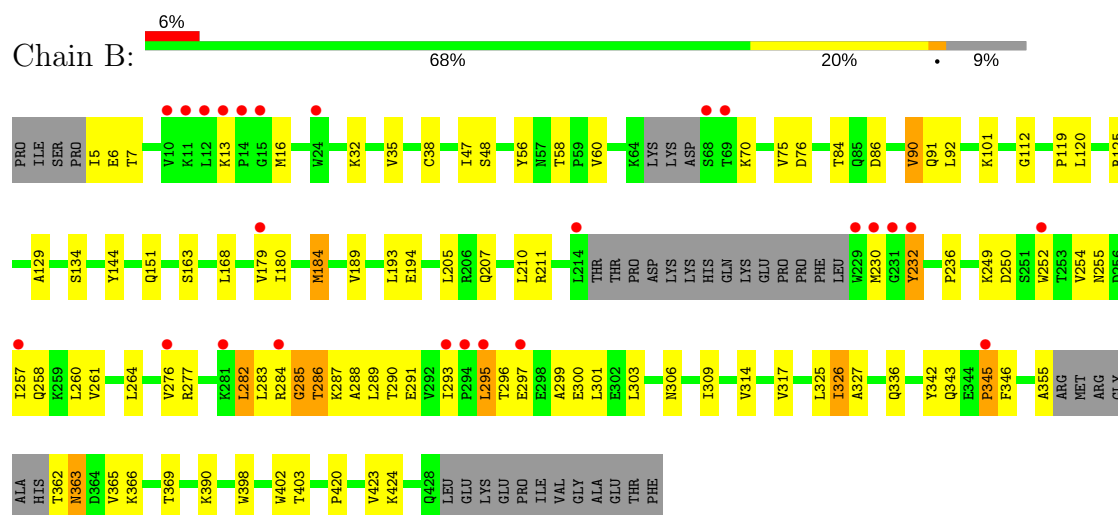 6%
Chain B:
68% 20% • 9%
PRO ILE SER PRO I5 E6 T7 V10 K11 L12 K13 P14 G15 M16 W24 K32 V35 C38 I47 S48 Y56 N57 T58 P59 V60 K64 LYS LYS ASP S68 T69 K70 V75 D76 T84 Q85 D86 V90 Q91 L92 K101 G112 P119 L120
A129 S134 Y144 Q151 S163 L168 V179 I180 M184 V189 L193 E194 L205 R206 Q207 L210 R211 L214 THR THR PRO ASP LYS LYS HIS GLN LYS GLU PRO PRO PHE LEU W229 M230 G231 Y232 P236 K249 D250 S251 W252 T253 V254 N255
I257 Q258 K259 L260 V261 L264 V276 R277 K281 L282 L283 R284 G285 T286 K287 A288 L289 T290 E291 V292 I293 P294 L295 T296 E297 E298 A299 E300 L301 E302 L303 N306 I309 V314 V317 L325 I326 A327 Q336 Y342 Q343 E344 P345 F346 A355 ARG MET ARG
ALA HIS T362 N363 D364 V365 K366 T369 K390 W398 W402 T403 P420 V423 K424 Q428 LEU GLU LYS GLU PRO ILE VAL GLY ALA GLU THR PHE